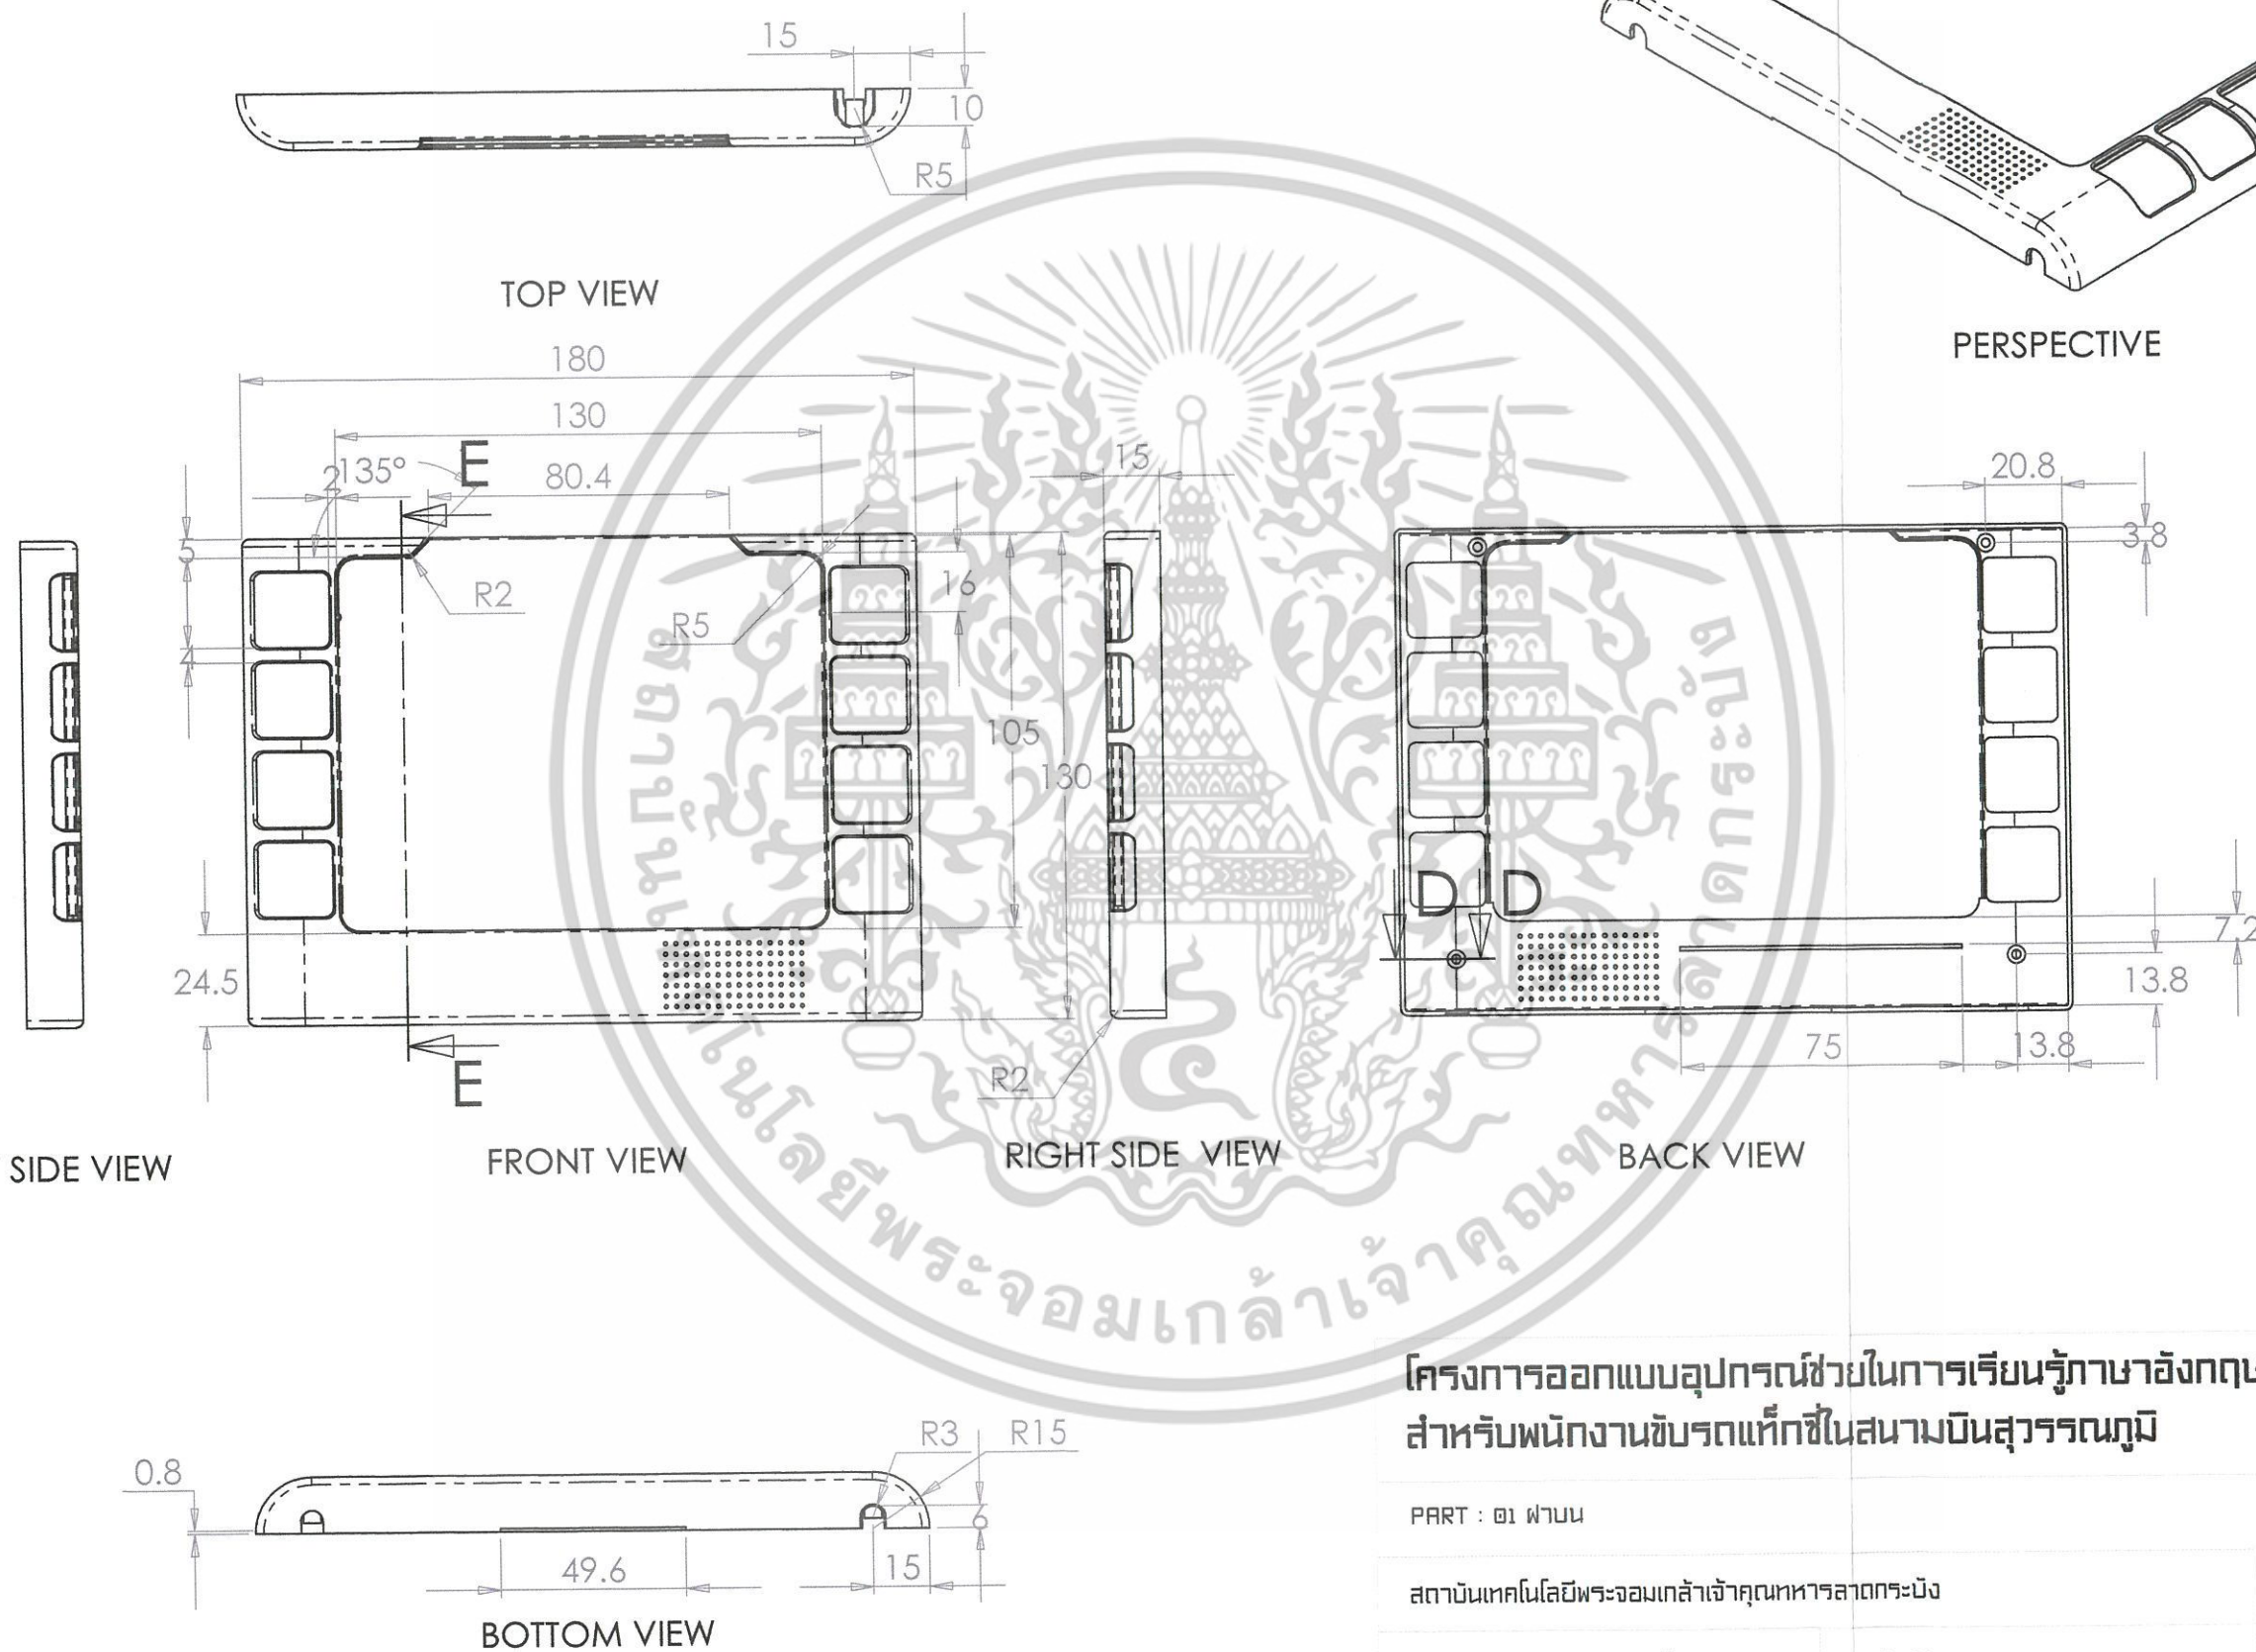 15
10
R5
TOP VIEW
PERSPECTIVE
180
130
2
135°
E
80.4
5
R2
R5
16
4
105
130
24.5
E
15
R2
20.8
3.8
D D
7.2
13.8
75
13.8
SIDE VIEW
FRONT VIEW
RIGHT SIDE VIEW
BACK VIEW
สถาบันเทคโนโลยีพระจอมเกล้าเจ้าคุณทหารลาดกระบัง
0.8
R3
R15
6
49.6
15
BOTTOM VIEW
โครงการออกแบบอุปกรณ์ช่วยในการเรียนรู้ภาษาอังกฤษ
สำหรับพนักงานขับรถแท็กซี่ในสนามบินสุวรรณภูมิ
PART : 01 ฝาบน
สถาบันเทคโนโลยีพระจอมเกล้าเจ้าคุณทหารลาดกระบัง